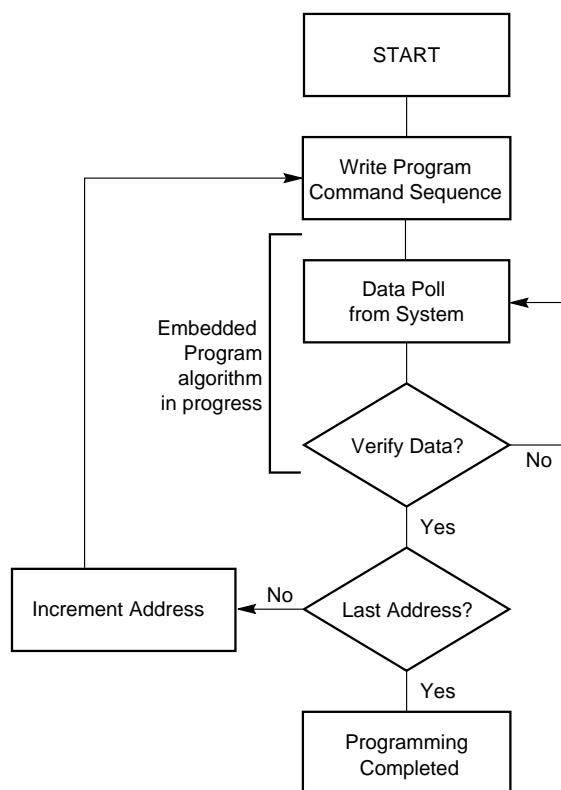 START
Write Program
Command Sequence
Data Poll
from System
Embedded
Program
algorithm
in progress
Verify Data?
No
Yes
Last Address?
No
Increment Address
Yes
Programming
Completed